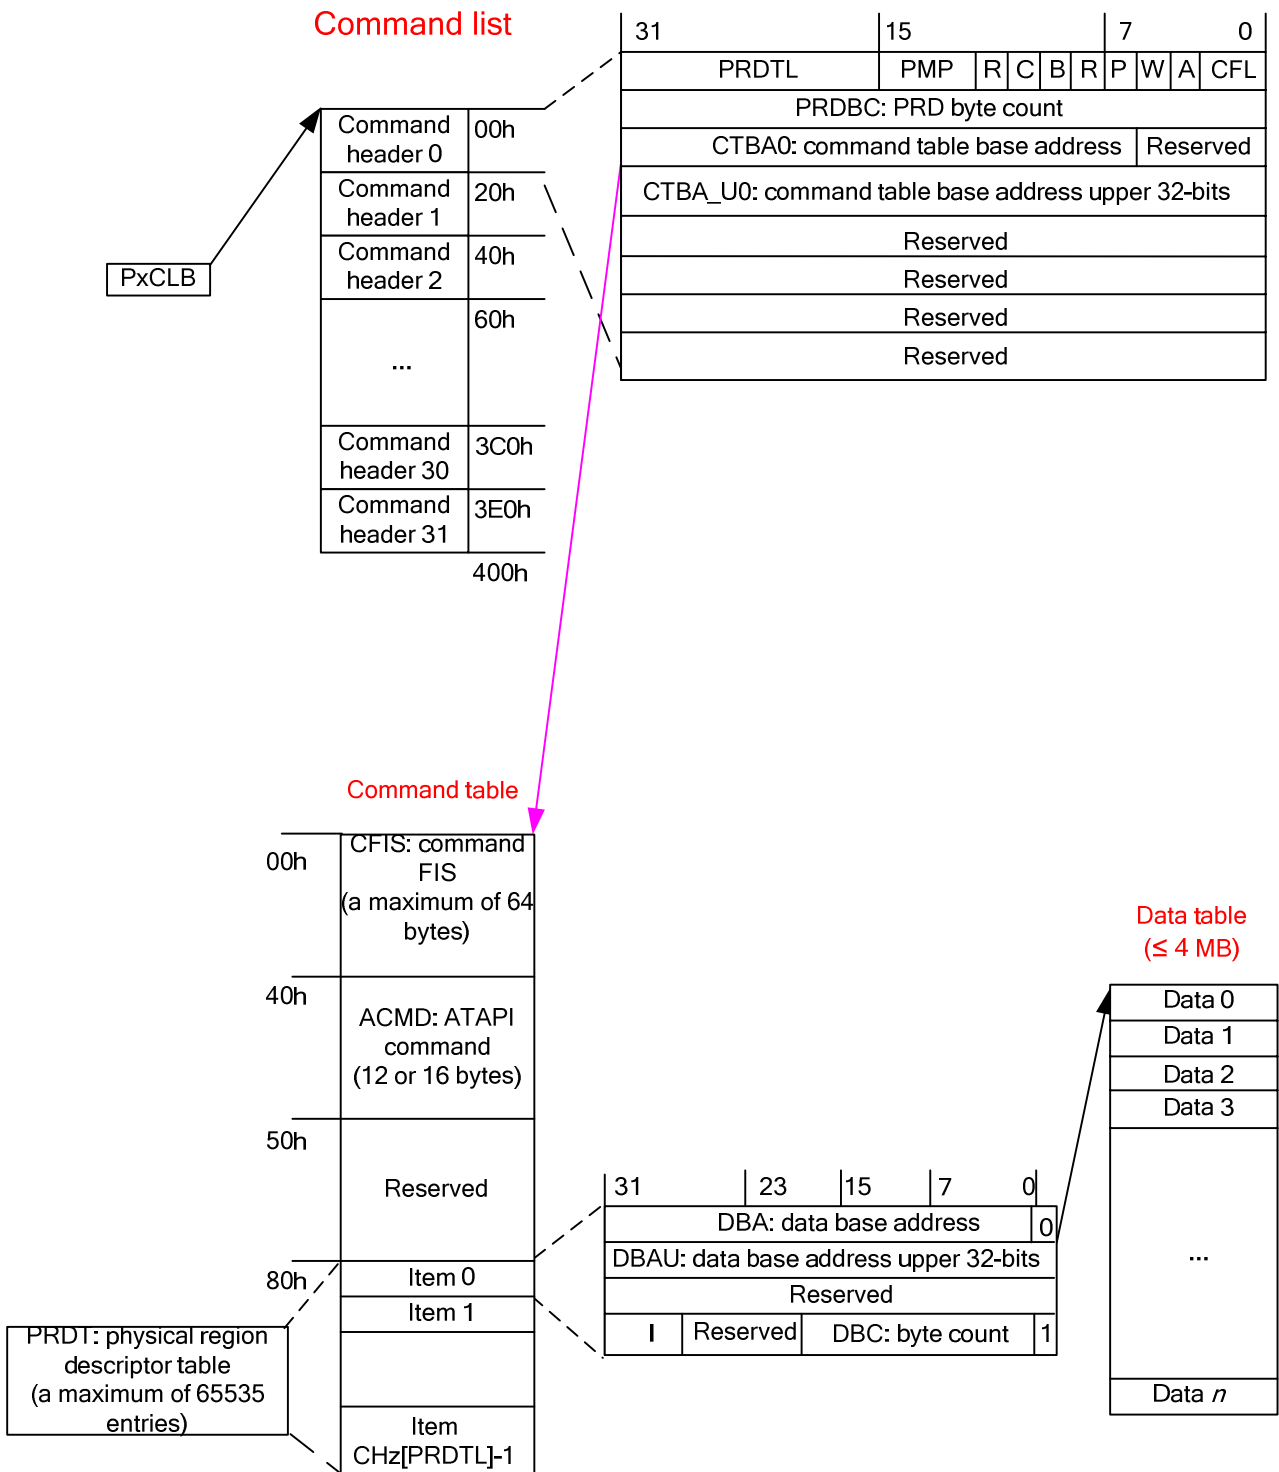 Command list
31 15 7 0
PRDTL PMP R C B R P W A CFL
PRDBC: PRD byte count
CTBA0: command table base address Reserved
CTBA_U0: command table base address upper 32-bits
Reserved
Reserved
Reserved
Reserved
PxCLB
Command
header 0
00h
Command
header 1
20h
Command
header 2
40h
...
60h
Command
header 30
3C0h
Command
header 31
3E0h
400h
Command table
00h
CFIS: command
FIS
(a maximum of 64
bytes)
40h
ACMD: ATAPI
command
(12 or 16 bytes)
50h
Reserved
80h
Item 0
Item 1
Item
CHz[PRDTL]-1
PRDT: physical region
descriptor table
(a maximum of 65535
entries)
31 23 15 7 0
DBA: data base address 0
DBAU: data base address upper 32-bits
Reserved
I Reserved DBC: byte count 1
Data table
(≤ 4 MB)
Data 0
Data 1
Data 2
Data 3
...
Data n